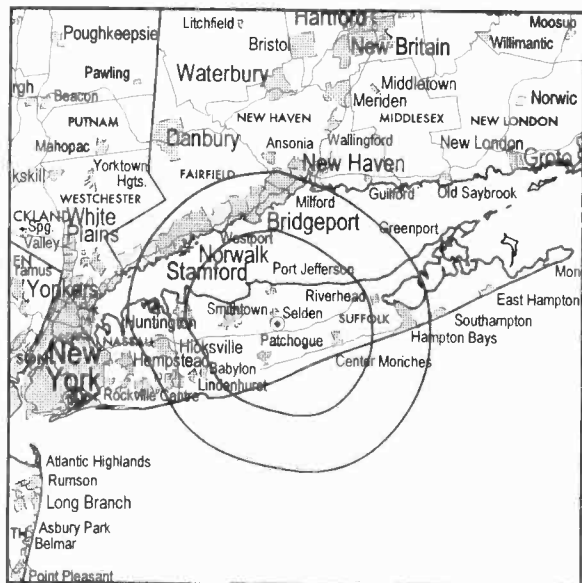 Hartford
Moosup
Litchfield
Poughkeepsie
Bristol
New Britain
Willimantic
Pawling
Waterbury
Middletown
Meriden
Norwic
Beacon
PUTNAM
NEW HAVEN
MIDDLESEX
NEW LONDON
Danbury
Mahopac
Ansonia
Wallingford
New London
Groto
kskill
Yorktown
Hgts.
FAIRFIELD
New Haven
WESTCHESTER
Milford
Guilford
Old Saybrook
CKLAND
White
Plains
Spg.
Valley
Bridgeport
Greenport
Westport
EN
ramus
Norwalk
Stamford
Port Jefferson
Yonkers
Riverhead
Mon
East Hampton
Huntington
Smithtown
Selden
SUFFOLK
Southampton
Hampton Bays
NASSAU
New
York
Hicksville
Patchogue
Hempstead
Center Moriches
Babylon
Lindenhurst
Rockville Centre
Atlantic Highlands
Rumson
Long Branch
Asbury Park
Belmar
Point Pleasant